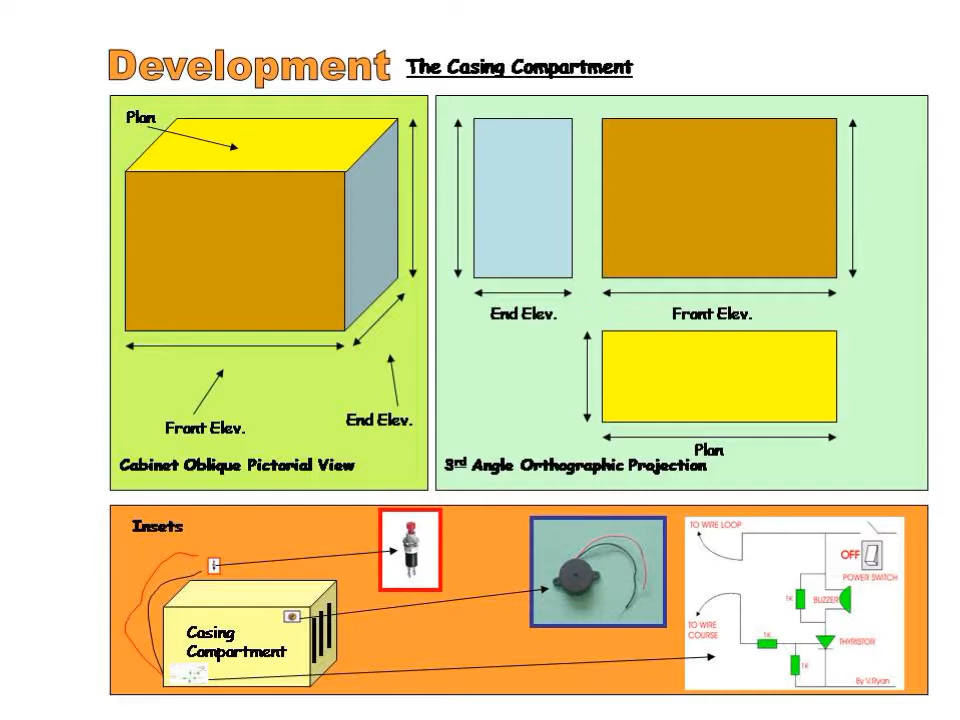 Development The Casing Compartment
Plan
End Elev.
Front Elev.
Front Elev.
End Elev.
Plan
Cabinet Oblique Pictorial View
3rd Angle Orthographic Projection
Insets
Casing
Compartment
TO WIRE LOOP
OFF
POWER SWITCH
1K
BUZZER
TO WIRE
COURSE
1K
THYRISTOR
1K
By V.Ryan